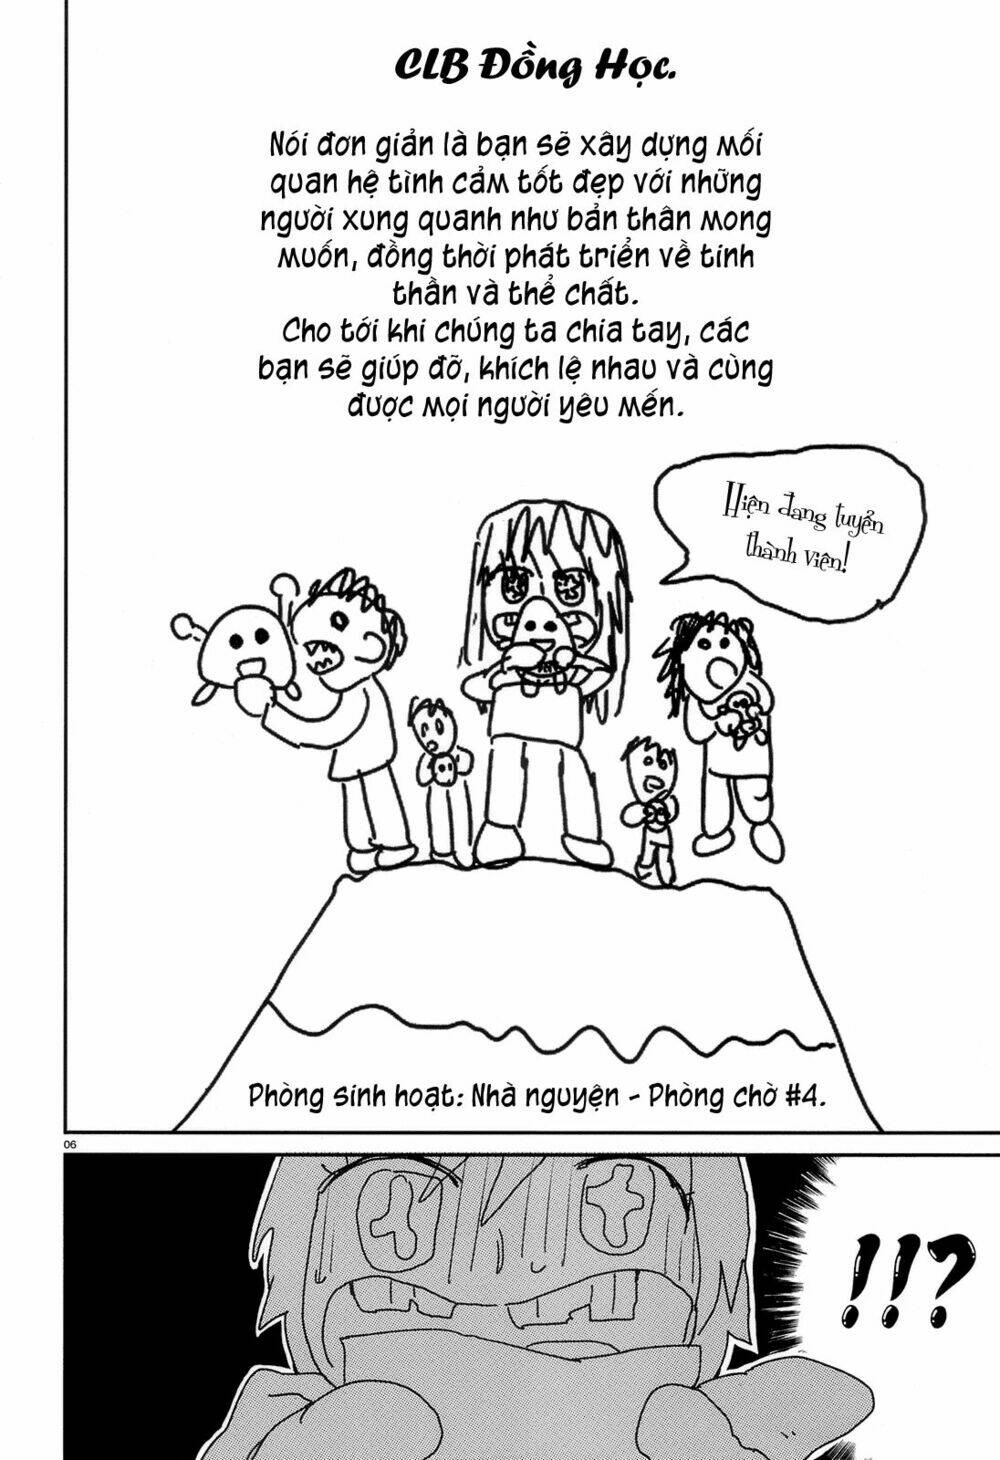 CLB Đồng Học.
Nói đơn giản là bạn sẽ xây dựng mối
quan hệ tình cảm tốt đẹp với những
người xung quanh như bản thân mong
muốn, đồng thời phát triển về tinh
thần và thể chất.
Cho tới khi chúng ta chia tay, các
bạn sẽ giúp đỡ, khích lệ nhau và cùng
được mọi người yêu mến.
Hiện đang tuyển
thành viên!
Phòng sinh hoạt: Nhà nguyện - Phòng chờ #4.
06
!!?